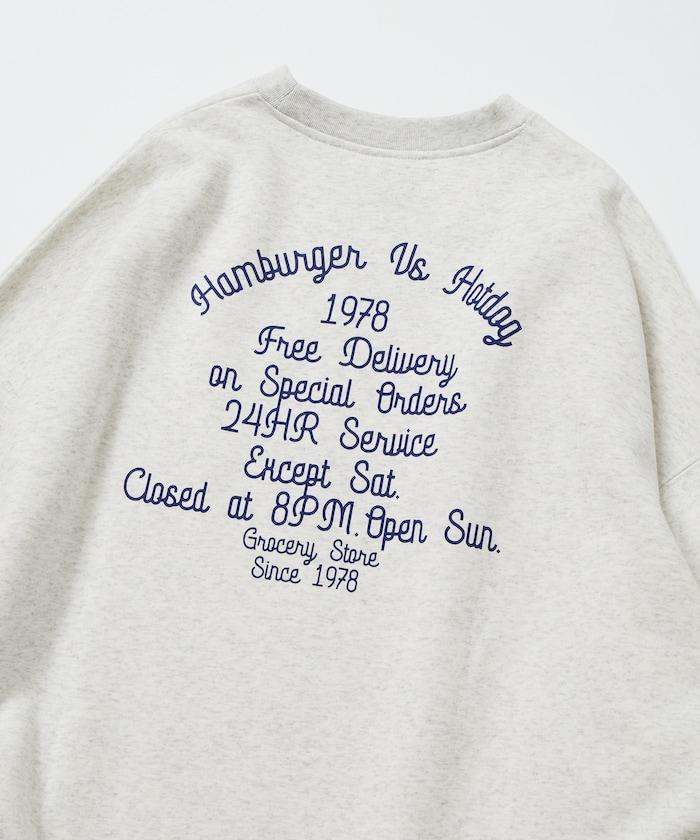 Hamburger Vs Hotdog
1978
Free Delivery
on Special Orders
24HR Service
Except Sat.
Closed at 8PM. Open Sun.
Grocery Store
Since 1978